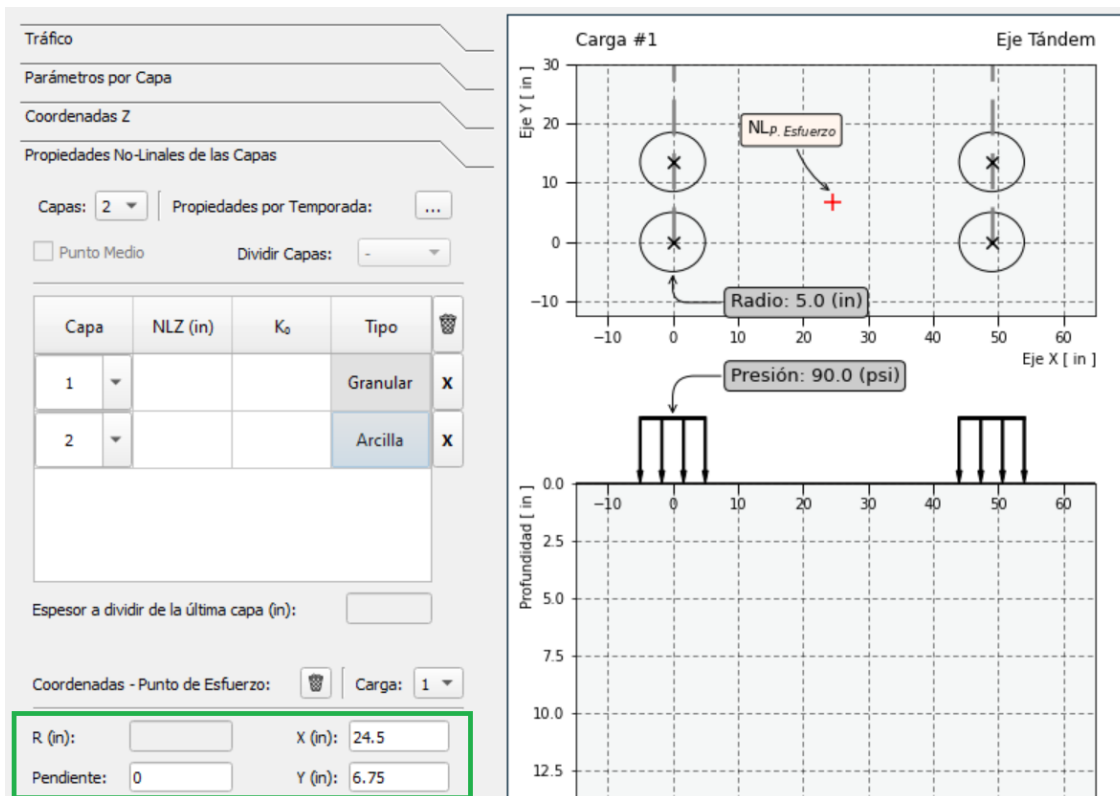 Tráfico
Parámetros por Capa
Coordenadas Z
Propiedades No-Linales de las Capas
Capas: 2 Propiedades por Temporada: ...
Punto Medio Dividir Capas: -
Capa NLZ (in) K₀ Tipo
1 Granular X
2 Arcilla X
Espesor a dividir de la última capa (in):
Coordenadas - Punto de Esfuerzo: Carga: 1
R (in): X (in): 24.5
Pendiente: 0 Y (in): 6.75
Carga #1 Eje Tándem
Eje Y [ in ]
30
20
10
0
−10
NL P. Esfuerzo
Radio: 5.0 (in)
−10 0 10 20 30 40 50 60
Eje X [ in ]
Presión: 90.0 (psi)
−10 0 10 20 30 40 50 60
Profundidad [ in ]
0.0
2.5
5.0
7.5
10.0
12.5